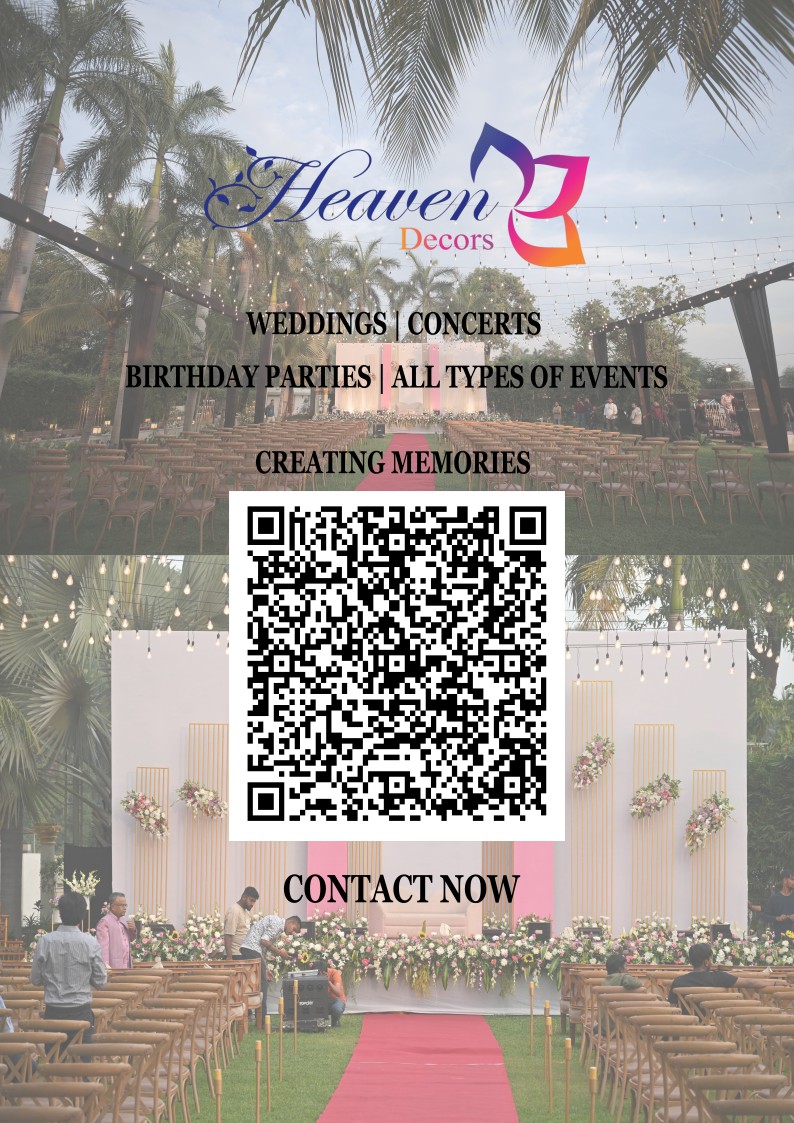 Heaven
Decors
WEDDINGS | CONCERTS
BIRTHDAY PARTIES | ALL TYPES OF EVENTS
CREATING MEMORIES
CONTACT NOW